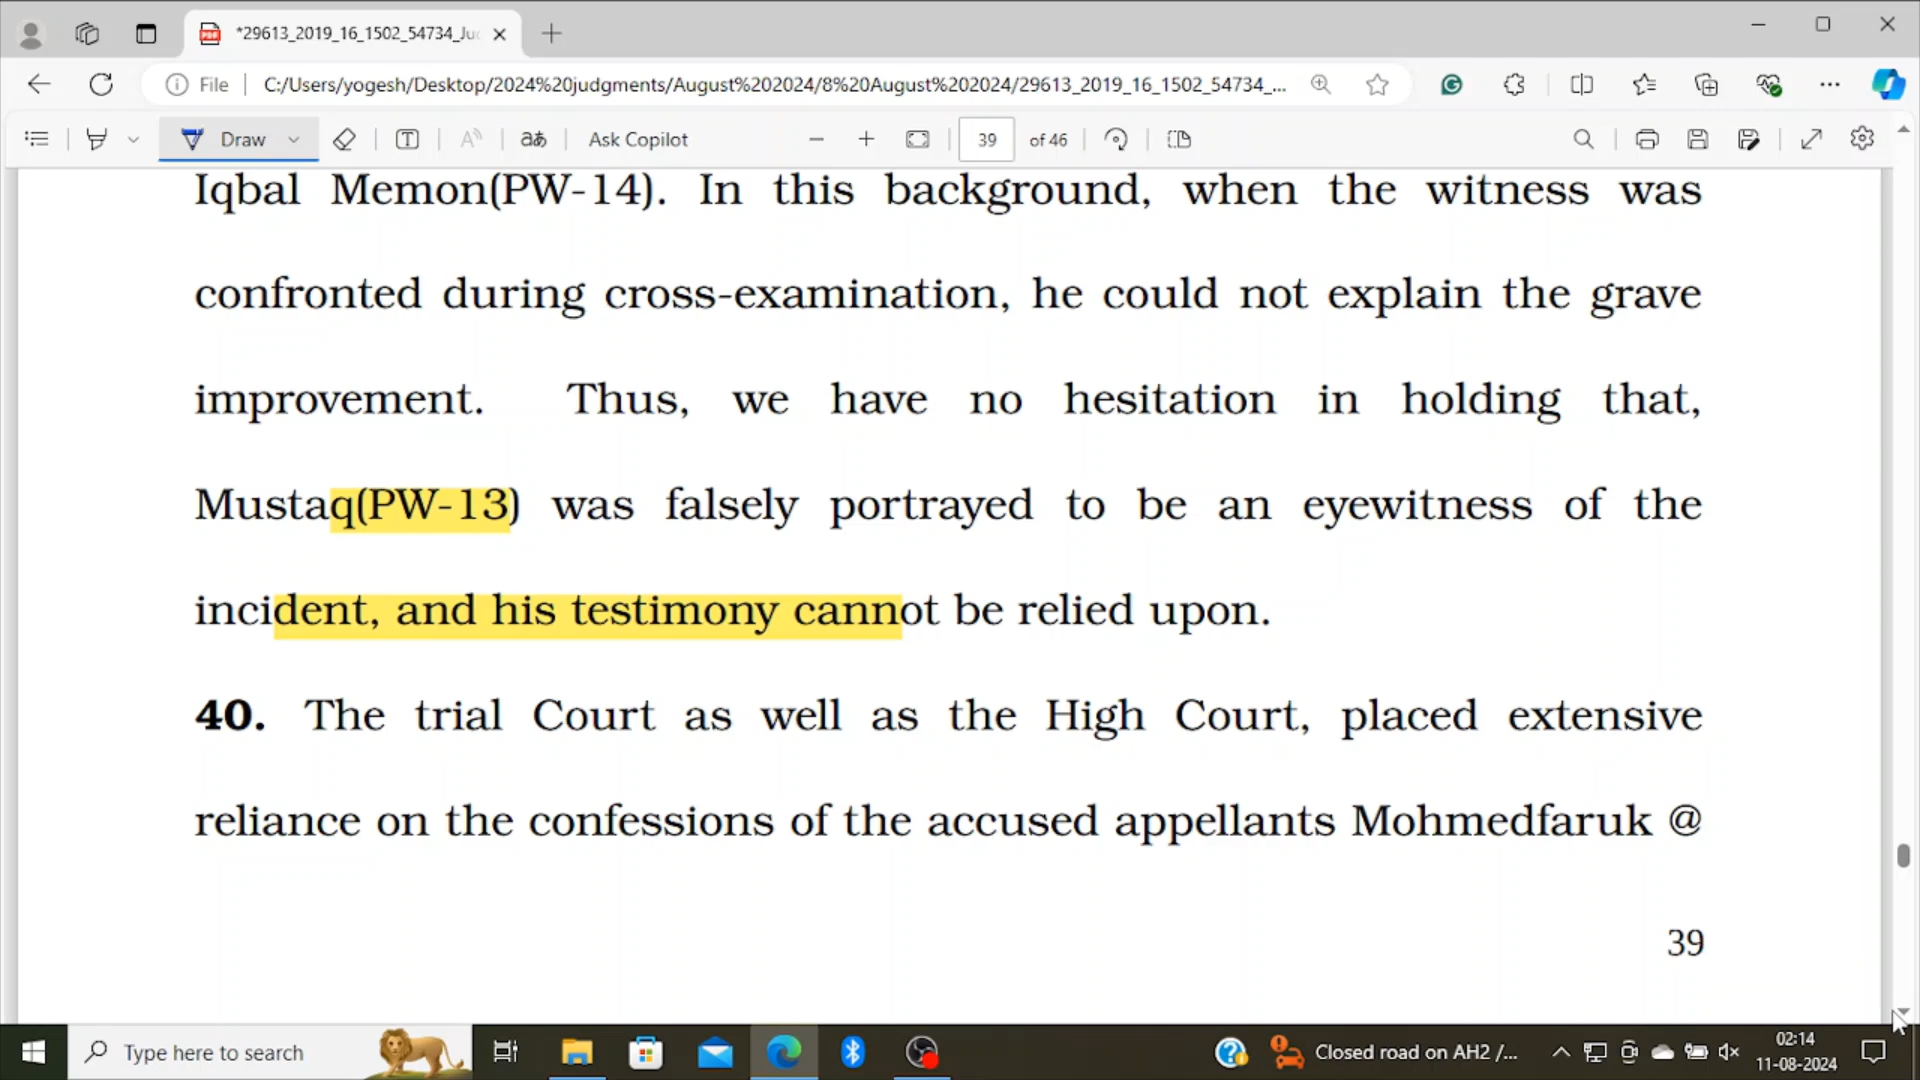 *29613_2019_16_1502_54734_Ju
File
C:/Users/yogesh/Desktop/2024%20judgments/August%202024/8%20August%202024/29613_2019_16_1502_54734_...
Draw
Ask Copilot
39 of 46
Iqbal Memon(PW-14). In this background, when the witness was
confronted during cross-examination, he could not explain the grave
improvement. Thus, we have no hesitation in holding that,
Mustaq(PW-13) was falsely portrayed to be an eyewitness of the
incident, and his testimony cannot be relied upon.
40. The trial Court as well as the High Court, placed extensive
reliance on the confessions of the accused appellants Mohmedfaruk @
39
Type here to search
Closed road on AH2 /...
02:14
11-08-2024